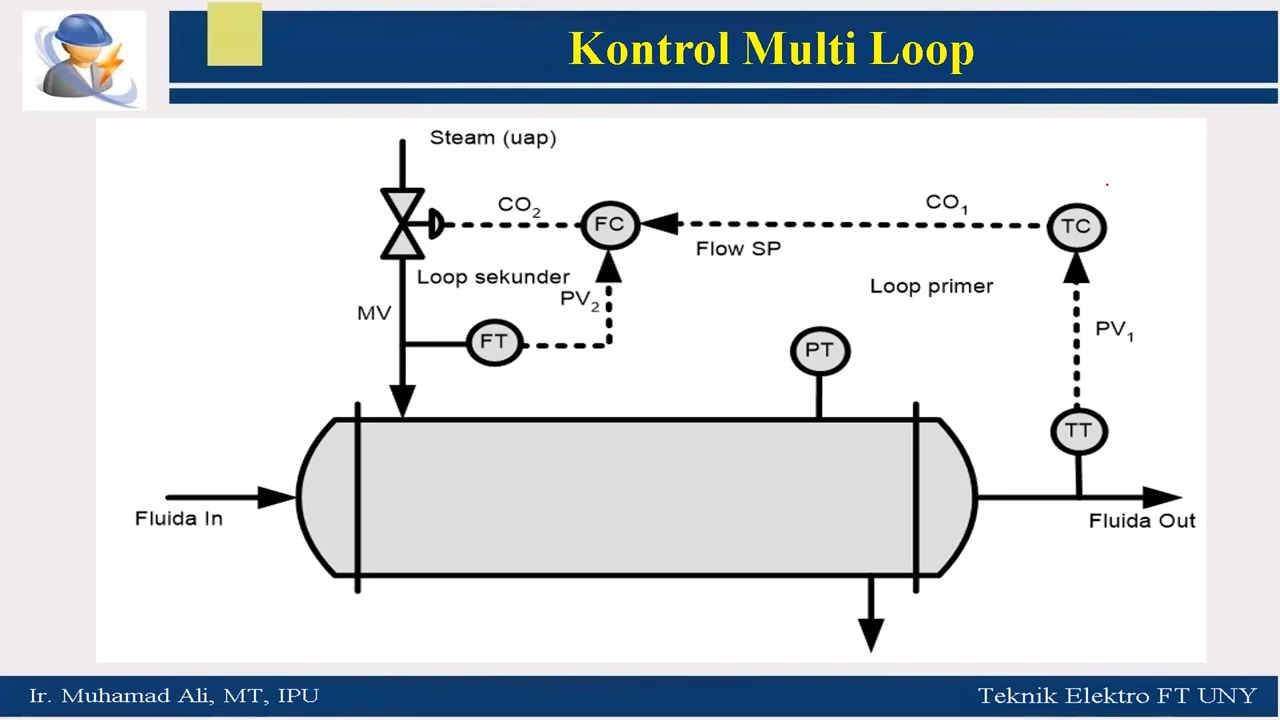 Kontrol Multi Loop
Steam (uap)
CO2
FC
CO1
TC
Flow SP
Loop sekunder
Loop primer
PV2
MV
FT
PT
PV1
TT
Fluida In
Fluida Out
Ir. Muhamad Ali, MT, IPU
Teknik Elektro FT UNY